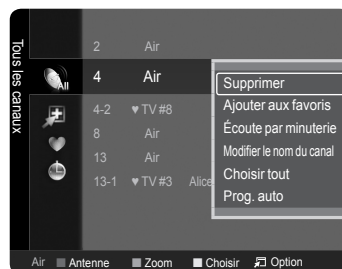 Tous les canaux
2 Air
All
4 Air
4-2 ♥ TV #8
8 Air
13 Air
13-1 ♥ TV #3 Alice
Supprimer
Ajouter aux favoris
Écoute par minuterie
Modifier le nom du canal
Choisir tout
Prog. auto
Air Antenne Zoom Choisir Option